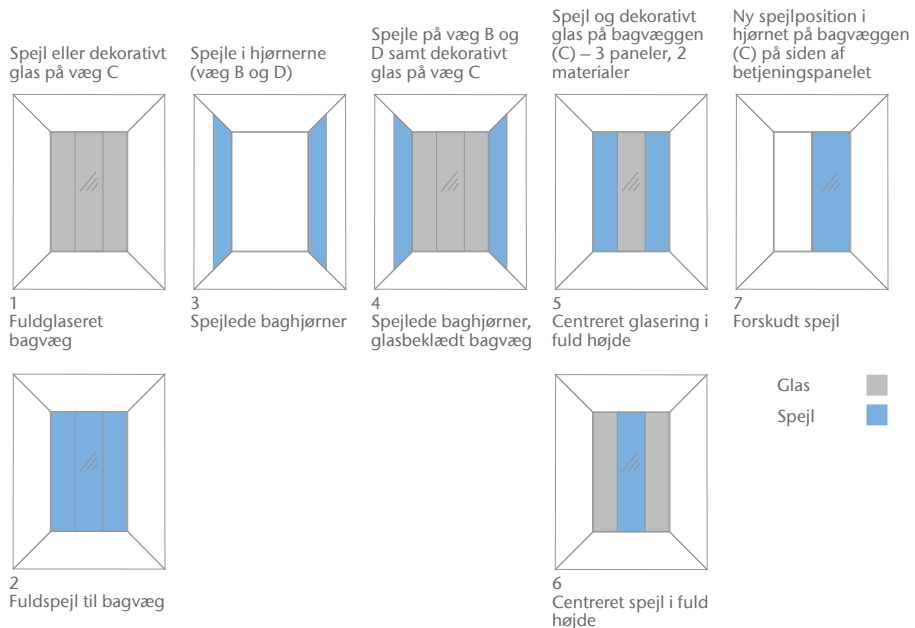 Spejl eller dekorativt
glas på væg C
1
Fuldglaseret
bagvæg
2
Fuldspejl til bagvæg
Spejle i hjørnerne
(væg B og D)
3
Spejlede baghjørner
Spejle på væg B og
D samt dekorativt
glas på væg C
4
Spejlede baghjørner,
glasbeklædt bagvæg
Spejl og dekorativt
glas på bagvæggen
(C) – 3 paneler, 2
materialer
5
Centreret glasering i
fuld højde
6
Centreret spejl i fuld
højde
Ny spejlposition i
hjørnet på bagvæggen
(C) på siden af
betjeningspanelet
7
Forskudt spejl
Glas
Spejl